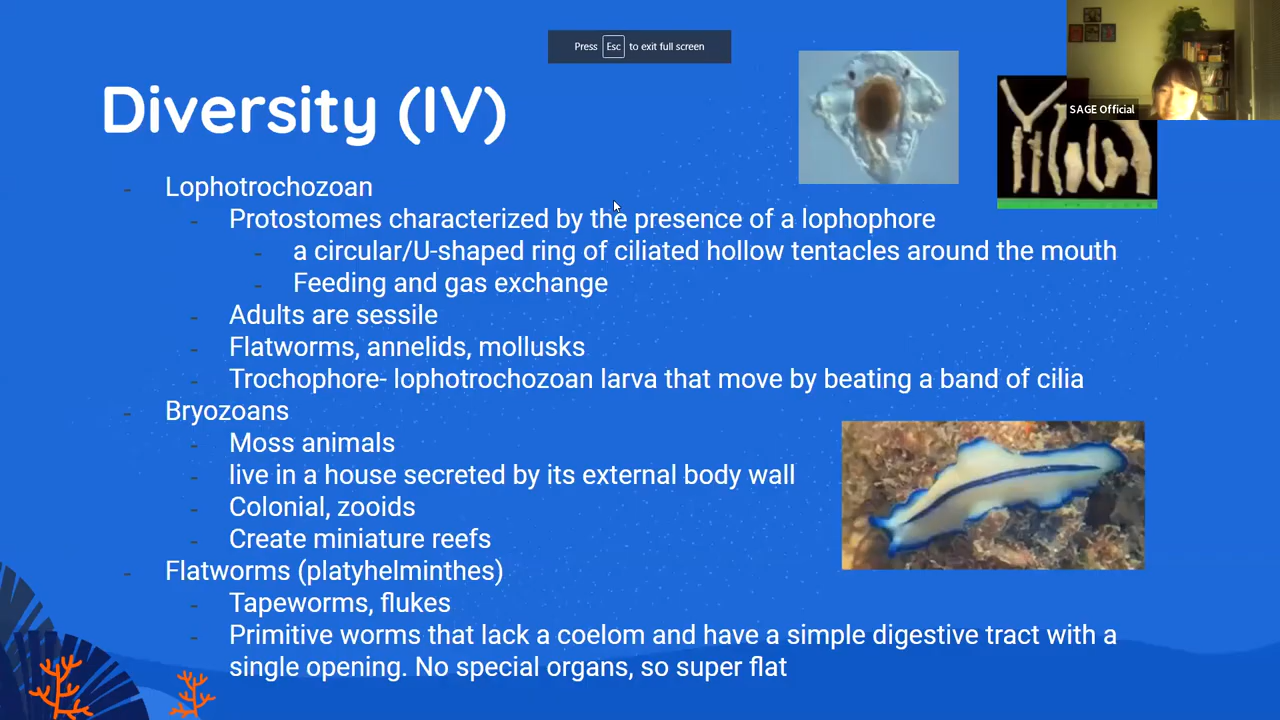 Press Esc to exit full screen
SAGE Official
Diversity (IV)
- Lophotrochozoan
- Protostomes characterized by the presence of a lophophore
- a circular/U-shaped ring of ciliated hollow tentacles around the mouth
- Feeding and gas exchange
- Adults are sessile
- Flatworms, annelids, mollusks
- Trochophore- lophotrochozoan larva that move by beating a band of cilia
- Bryozoans
- Moss animals
- live in a house secreted by its external body wall
- Colonial, zooids
- Create miniature reefs
- Flatworms (platyhelminthes)
- Tapeworms, flukes
- Primitive worms that lack a coelom and have a simple digestive tract with a
single opening. No special organs, so super flat